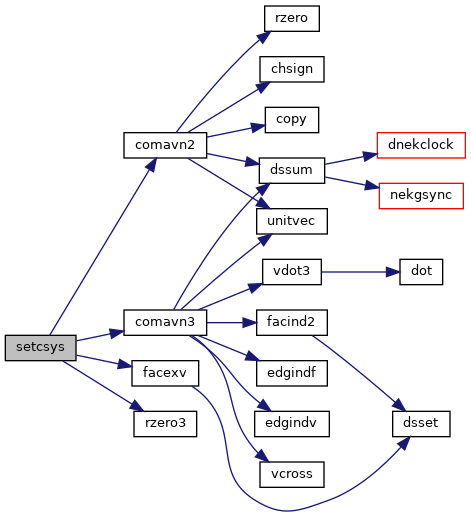 rzero
chsign
copy
comavn2
dnekclock
dssum
nekgsync
unitvec
vdot3
dot
comavn3
facind2
setcsys
facexv
edgindf
rzero3
edgindv
dsset
vcross